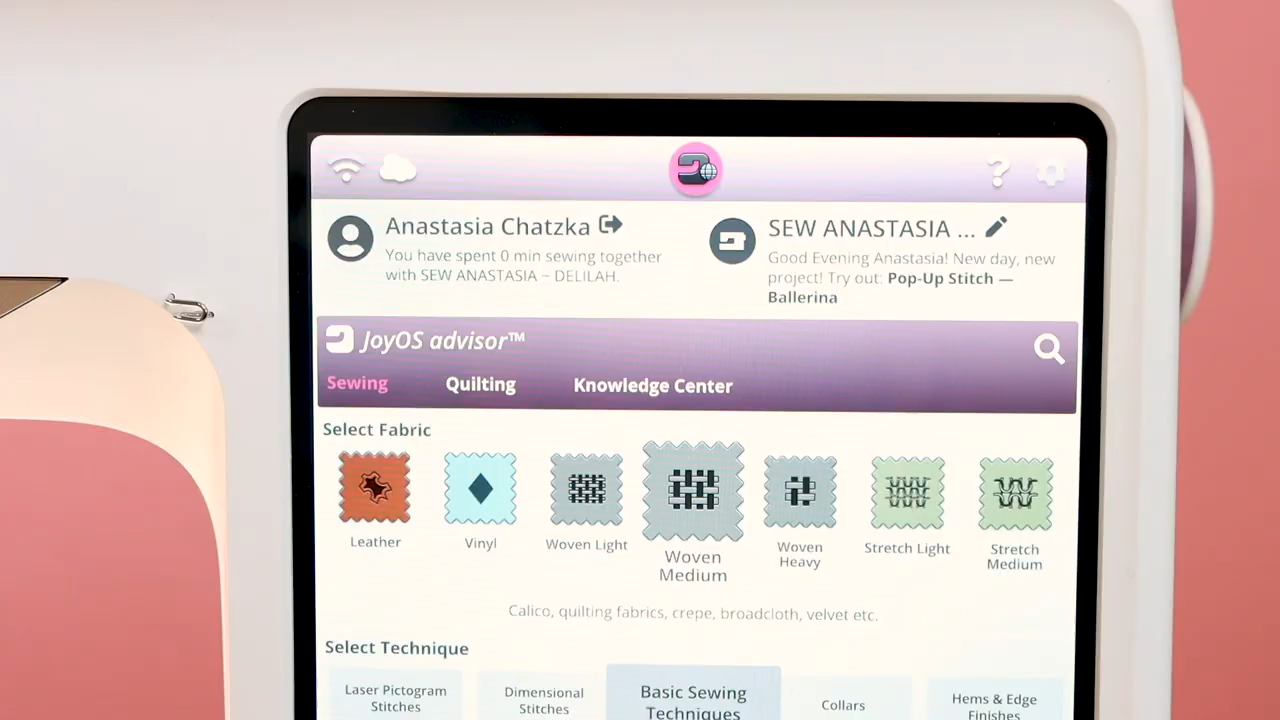 Anastasia Chatzka
You have spent 0 min sewing together
with SEW ANASTASIA – DELILAH.
SEW ANASTASIA ...
Good Evening Anastasia! New day, new
project! Try out: Pop-Up Stitch —
Ballerina
JoyOS advisor™
Sewing Quilting Knowledge Center
Select Fabric
Leather
Vinyl
Woven Light
Woven
Medium
Woven
Heavy
Stretch Light
Stretch
Medium
Calico, quilting fabrics, crepe, broadcloth, velvet etc.
Select Technique
Laser Pictogram
Stitches
Dimensional
Stitches
Basic Sewing
Techniques
Collars
Hems & Edge
Finishes